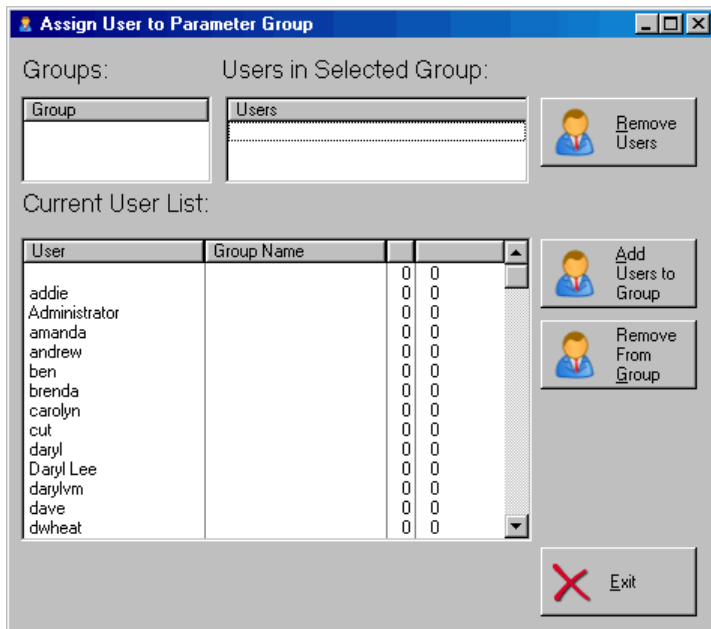 Assign User to Parameter Group
Groups:
Users in Selected Group:
Group
Users
Remove
Users
Current User List:
User Group Name
0 0
addie 0 0
Administrator 0 0
amanda 0 0
andrew 0 0
ben 0 0
brenda 0 0
carolyn 0 0
cut 0 0
daryl 0 0
Daryl Lee 0 0
darylvm 0 0
dave 0 0
dwheat 0 0
Add
Users to
Group
Remove
From
Group
Exit